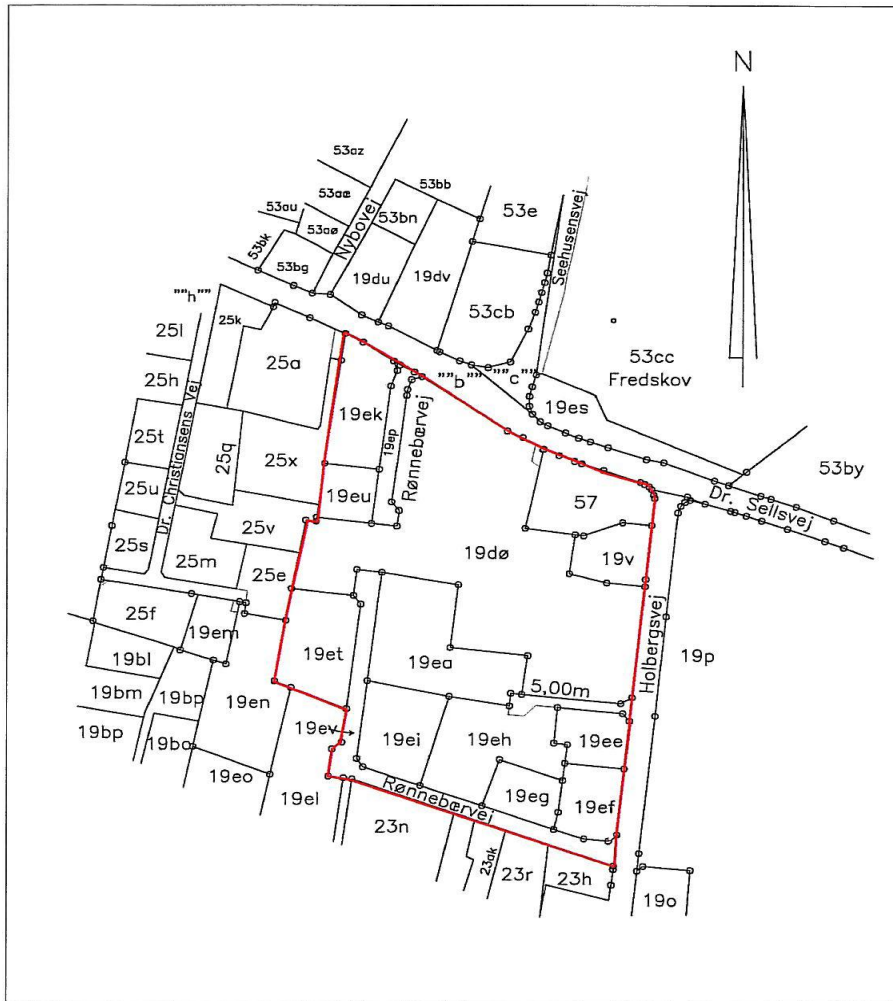 N
53az
53bb
53aæ
53au
53e
53bn
53aø
Nybovej
53bk
Seehusensvej
53bg
19du
19dv
""h""
53cb
25k
25l
53cc
Fredskov
25a
""b""
""c""
25h
19ek
19es
19ep
25t
25q
Rønnebærvej
53by
25x
Dr. Christiansens Vej
25u
19eu
57
Dr. Sellsvej
25v
25s
19dø
19v
25m
25e
25f
19em
19p
Holbergsvej
19bl
19et
19ea
19bm
19bp
19en
5,00m
19bp
19bo
19ev
19ei
19eh
19ee
19eo
19el
Rønnebærvej
19eg
19ef
23n
23æk
23r
23h
19o